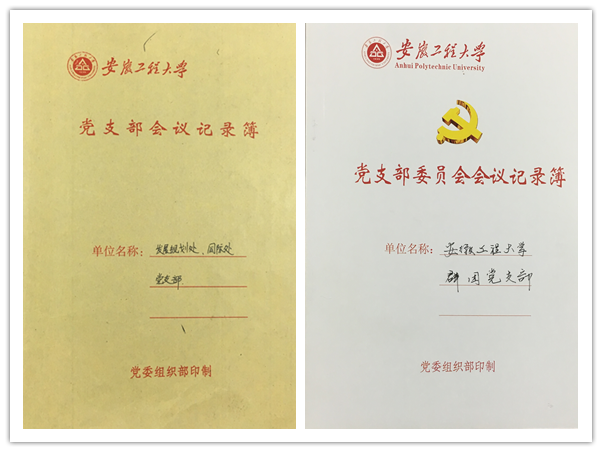 安徽工程大学
党支部会议记录簿
单位名称：发展规划处、国际处
党支部
党委组织部印制
安徽工程大学
Anhui Polytechnic University
党支部委员会会议记录簿
单位名称：安徽工程大学
群团党支部
党委组织部印制